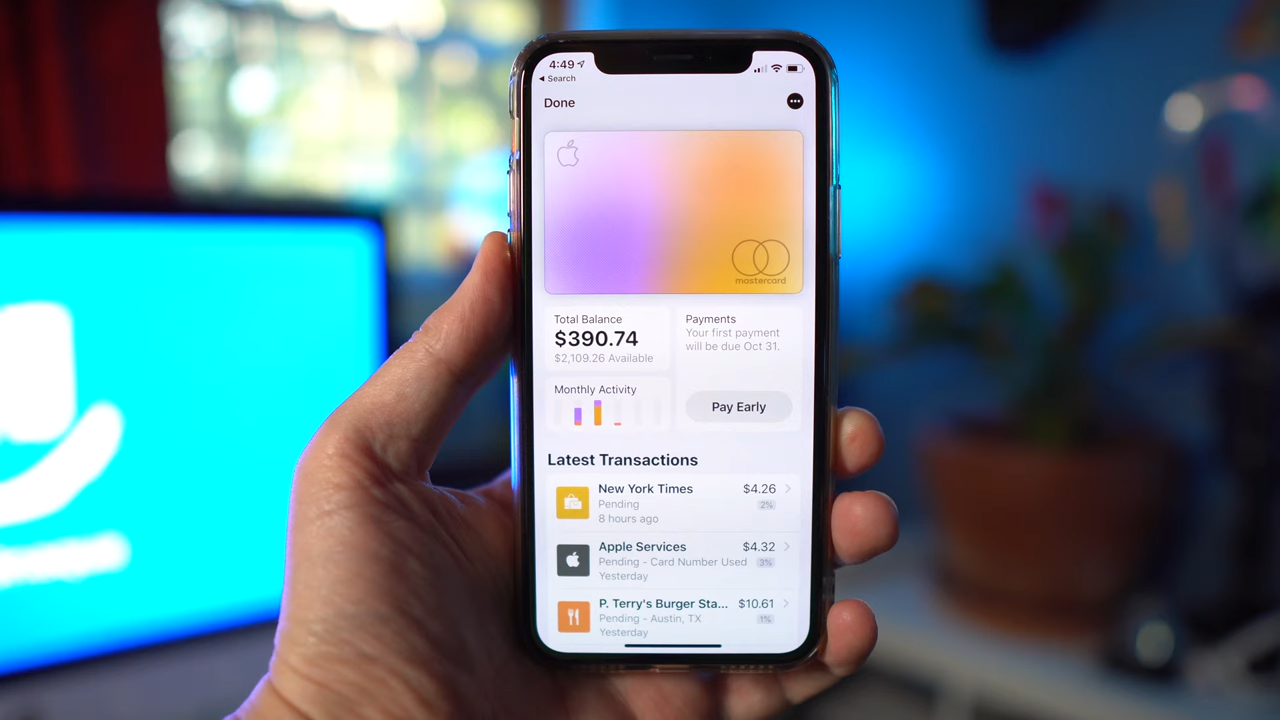 4:49
Search
Done
mastercard
Total Balance
$390.74
$2,109.26 Available
Payments
Your first payment
will be due Oct 31.
Monthly Activity
Pay Early
Latest Transactions
New York Times $4.26
Pending 2%
8 hours ago
Apple Services $4.32
Pending - Card Number Used 3%
Yesterday
P. Terry's Burger Sta... $10.61
Pending - Austin, TX 1%
Yesterday